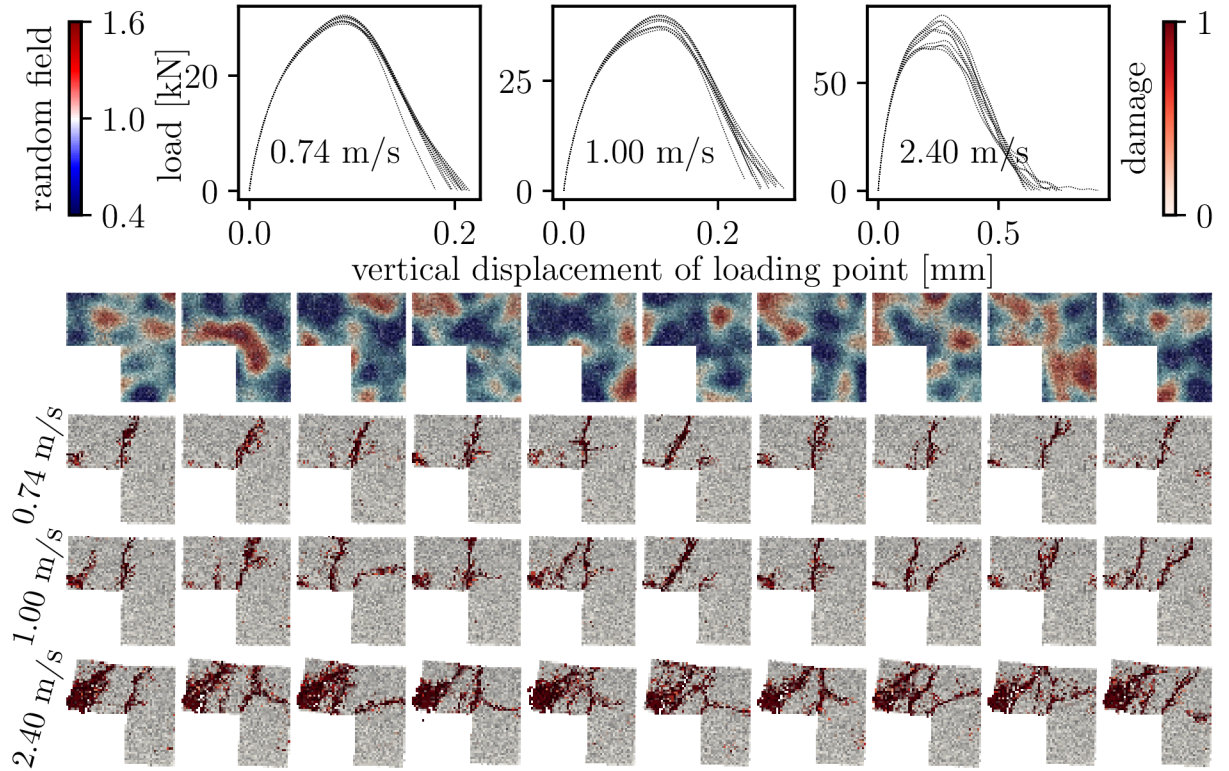 random field
1.6
1.0
0.4
load [kN]
20
0
0.74 m/s
0.0
0.2
25
0
1.00 m/s
0.0
0.2
50
0
2.40 m/s
0.0
0.5
damage
1
0
vertical displacement of loading point [mm]
0.74 m/s
1.00 m/s
2.40 m/s